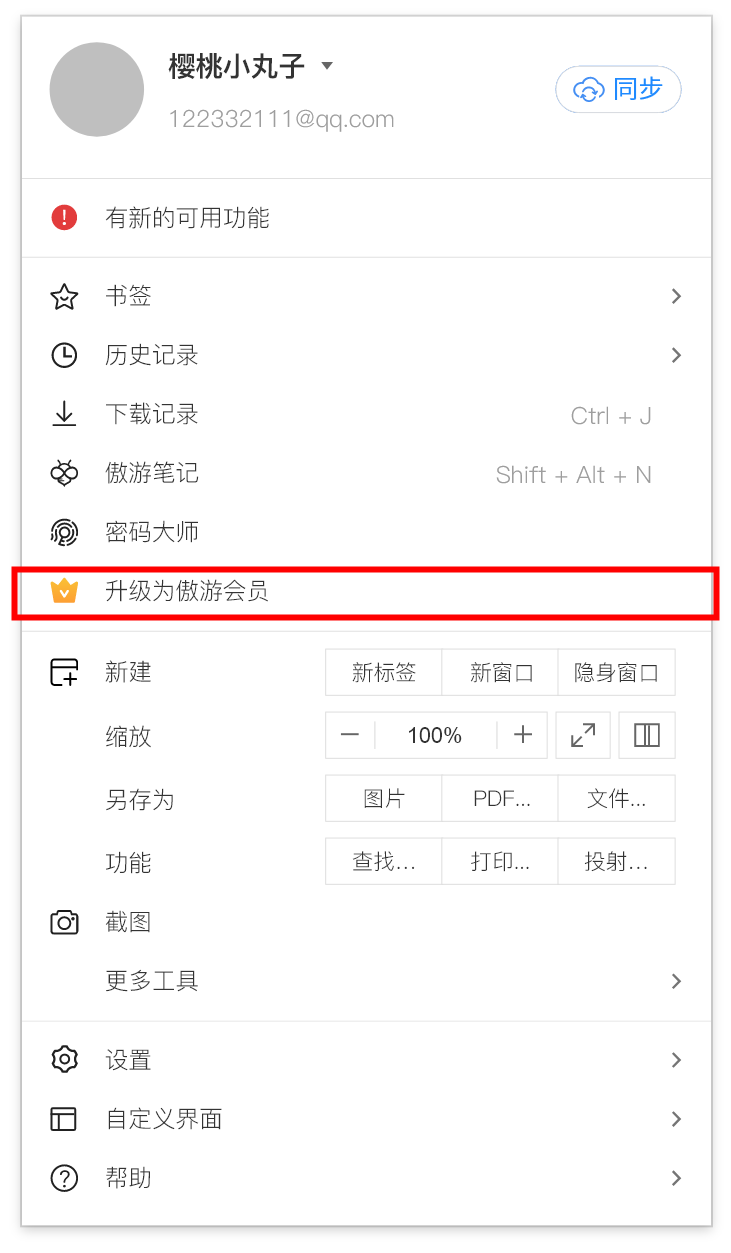 樱桃小丸子
122332111@qq.com
同步
有新的可用功能
书签
历史记录
下载记录 Ctrl + J
傲游笔记 Shift + Alt + N
密码大师
升级为傲游会员
新建 新标签 新窗口 隐身窗口
缩放 100%
另存为 图片 PDF... 文件...
功能 查找... 打印... 投射...
截图
更多工具
设置
自定义界面
帮助